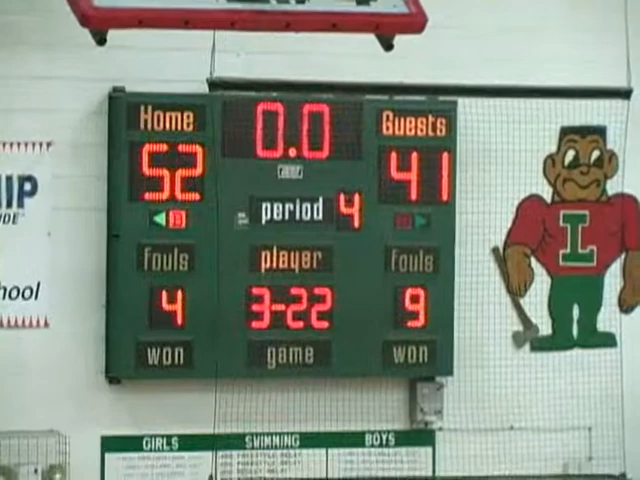 Home 0.0 Guests
52 41
B period 4
fouls player fouls
4 3-22 9
won game won
IP
IDE
hool
L
GIRLS SWIMMING BOYS